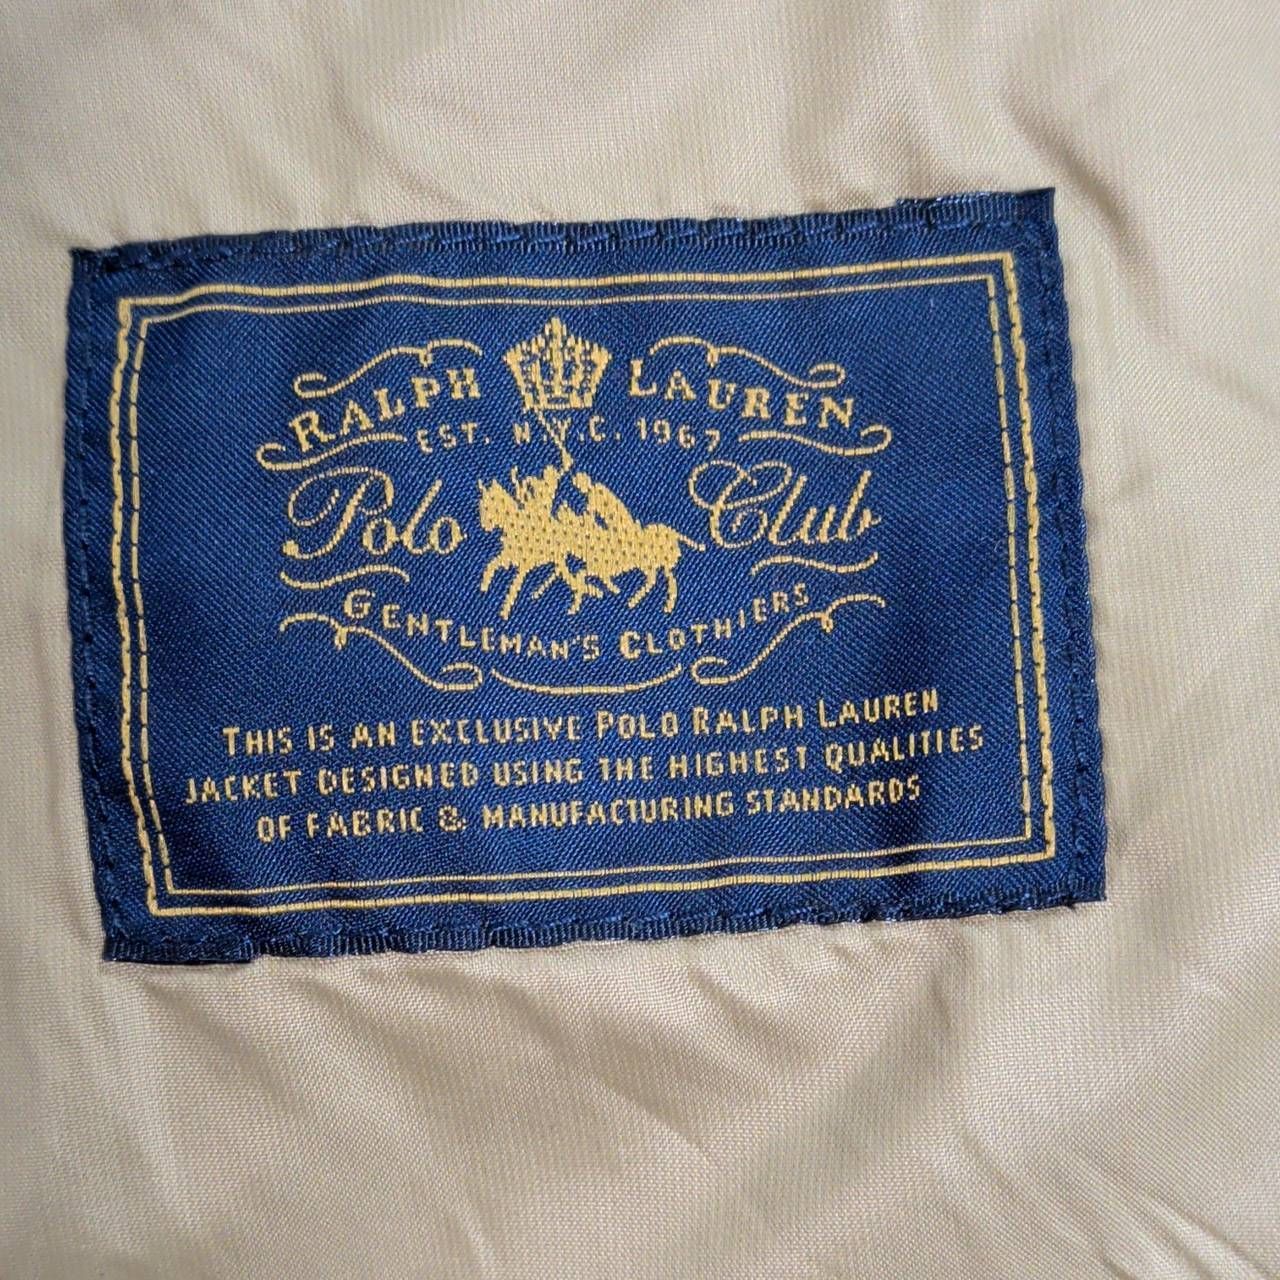 RALPH LAUREN
EST. N.Y.C. 1967
Polo Club
GENTLEMAN'S CLOTHIERS
THIS IS AN EXCLUSIVE POLO RALPH LAUREN
JACKET DESIGNED USING THE HIGHEST QUALITIES
OF FABRIC & MANUFACTURING STANDARDS